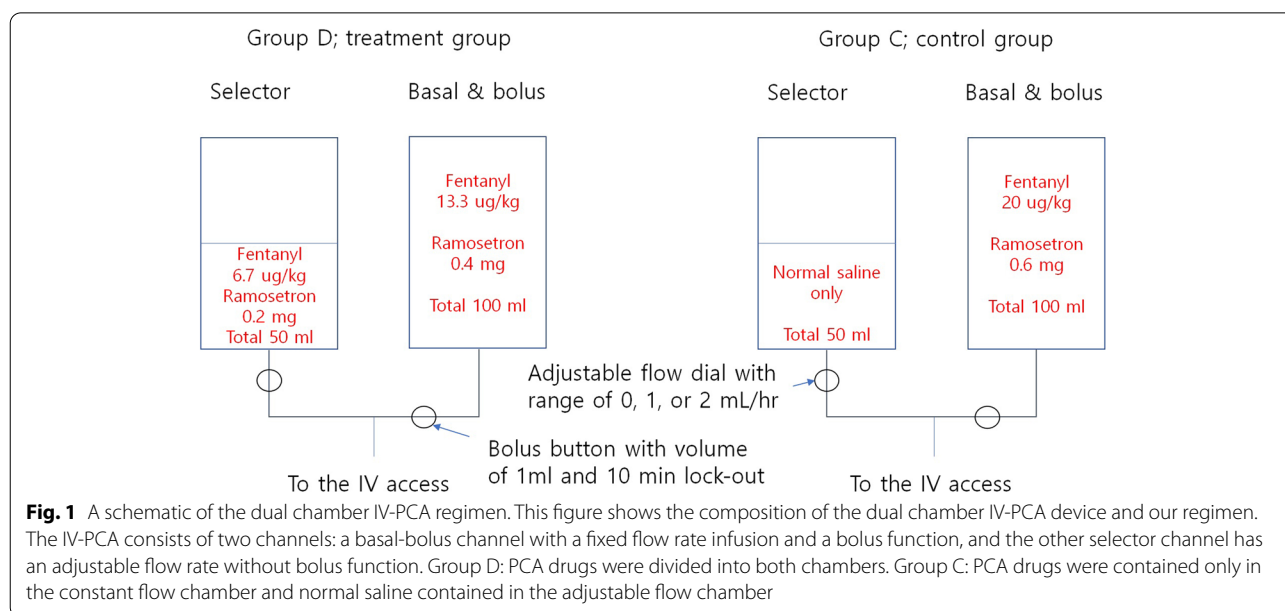 Group D; treatment group
Group C; control group
Selector
Basal & bolus
Selector
Basal & bolus
Fentanyl
6.7 ug/kg
Ramosetron
0.2 mg
Total 50 ml
Fentanyl
13.3 ug/kg
Ramosetron
0.4 mg
Total 100 ml
Normal saline
only
Total 50 ml
Fentanyl
20 ug/kg
Ramosetron
0.6 mg
Total 100 ml
Adjustable flow dial with
range of 0, 1, or 2 mL/hr
Bolus button with volume
of 1ml and 10 min lock-out
To the IV access
To the IV access
Fig. 1 A schematic of the dual chamber IV-PCA regimen. This figure shows the composition of the dual chamber IV-PCA device and our regimen.
The IV-PCA consists of two channels: a basal-bolus channel with a fixed flow rate infusion and a bolus function, and the other selector channel has
an adjustable flow rate without bolus function. Group D: PCA drugs were divided into both chambers. Group C: PCA drugs were contained only in
the constant flow chamber and normal saline contained in the adjustable flow chamber